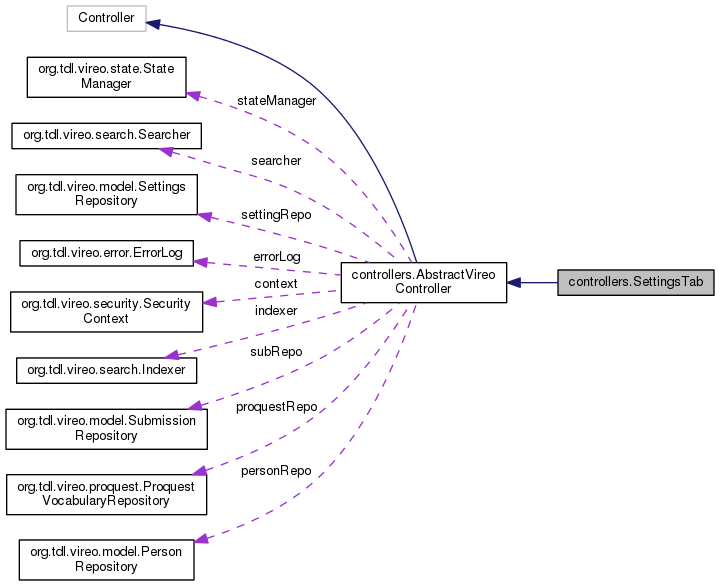 Controller
org.tdl.vireo.state.State
Manager
stateManager
org.tdl.vireo.search.Searcher
searcher
org.tdl.vireo.model.Settings
Repository
settingRepo
org.tdl.vireo.error.ErrorLog
errorLog
controllers.AbstractVireo
Controller
controllers.SettingsTab
context
org.tdl.vireo.security.Security
Context
indexer
org.tdl.vireo.search.Indexer
subRepo
org.tdl.vireo.model.Submission
Repository
proquestRepo
org.tdl.vireo.proquest.Proquest
VocabularyRepository
personRepo
org.tdl.vireo.model.Person
Repository